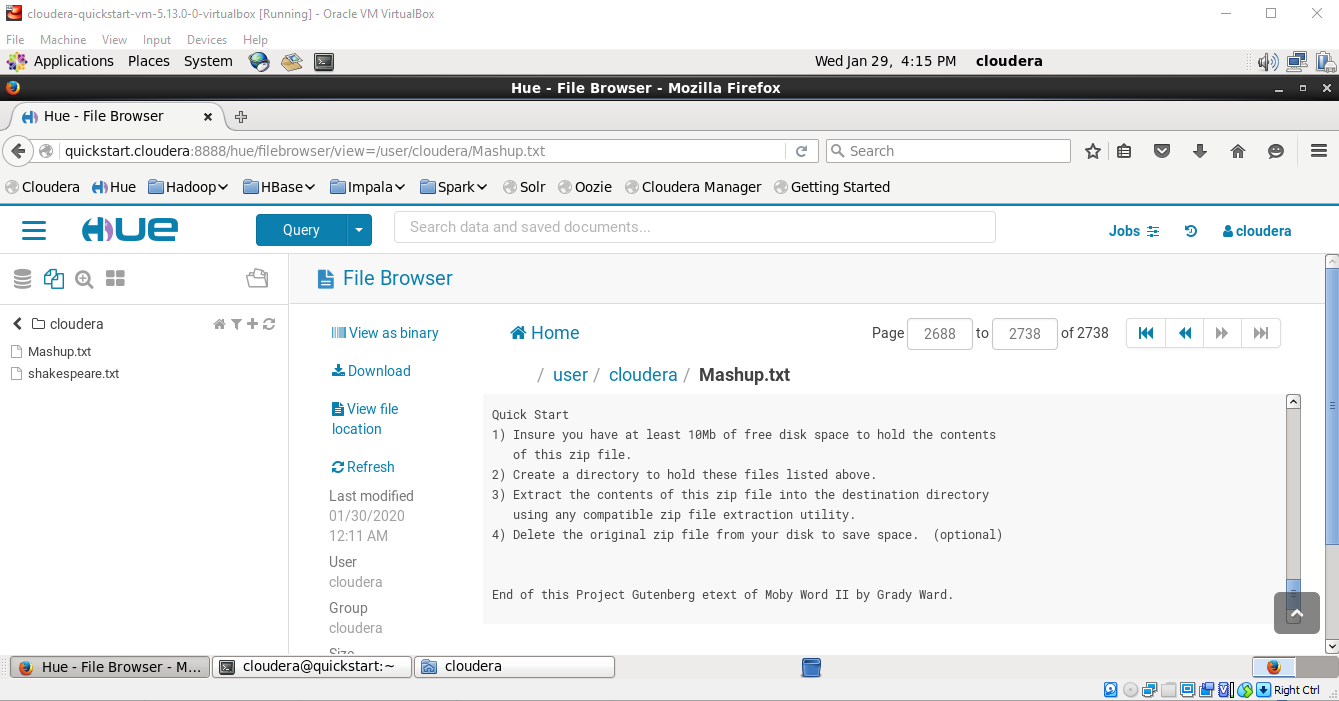 cloudera-quickstart-vm-5.13.0-0-virtualbox [Running] - Oracle VM VirtualBox
File Machine View Input Devices Help
Applications Places System Wed Jan 29, 4:15 PM cloudera
Hue - File Browser - Mozilla Firefox
Hue - File Browser
quickstart.cloudera:8888/hue/filebrowser/view=/user/cloudera/Mashup.txt Search
Cloudera Hue Hadoop HBase Impala Spark Solr Oozie Cloudera Manager Getting Started
HUE Query Search data and saved documents... Jobs cloudera
File Browser
cloudera
Mashup.txt
shakespeare.txt
View as binary
Download
View file
location
Refresh
Last modified
01/30/2020
12:11 AM
User
cloudera
Group
cloudera
Size
Home Page 2688 to 2738 of 2738
/ user / cloudera / Mashup.txt
Quick Start
1) Insure you have at least 10Mb of free disk space to hold the contents
of this zip file.
2) Create a directory to hold these files listed above.
3) Extract the contents of this zip file into the destination directory
using any compatible zip file extraction utility.
4) Delete the original zip file from your disk to save space.  (optional)
End of this Project Gutenberg etext of Moby Word II by Grady Ward.
Hue - File Browser - M... cloudera@quickstart:~ cloudera
Right Ctrl